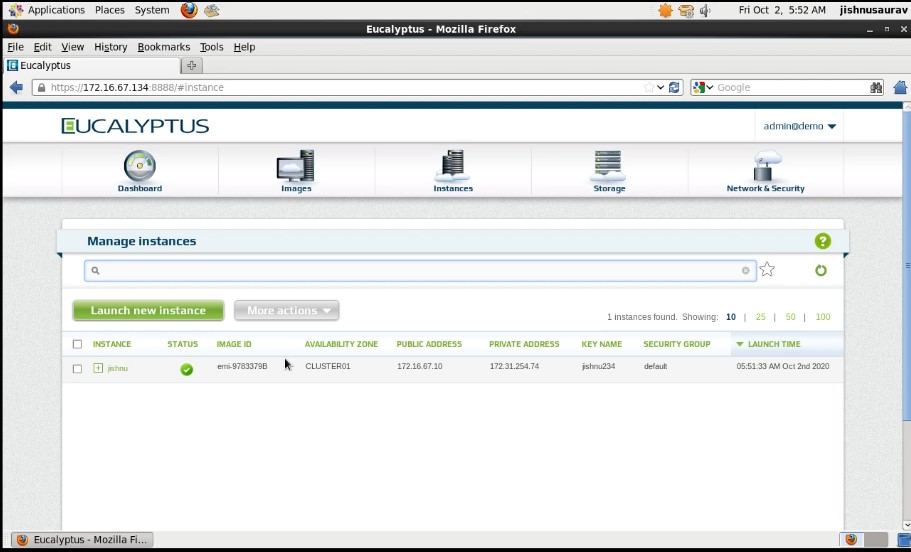 Applications Places System Fri Oct 2, 5:52 AM jishnusaurav
Eucalyptus - Mozilla Firefox
File Edit View History Bookmarks Tools Help
Eucalyptus
https://172.16.67.134:8888/#instance Google
EUCALYPTUS admin@demo
Dashboard Images Instances Storage Network & Security
Manage instances ?
Launch new instance More actions 1 instances found. Showing: 10 | 25 | 50 | 100
INSTANCE STATUS IMAGE ID AVAILABILITY ZONE PUBLIC ADDRESS PRIVATE ADDRESS KEY NAME SECURITY GROUP LAUNCH TIME
jishnu emi-9783379B CLUSTER01 172.16.67.10 172.31.254.74 jishnu234 default 05:51:33 AM Oct 2nd 2020
Eucalyptus - Mozilla Fi...